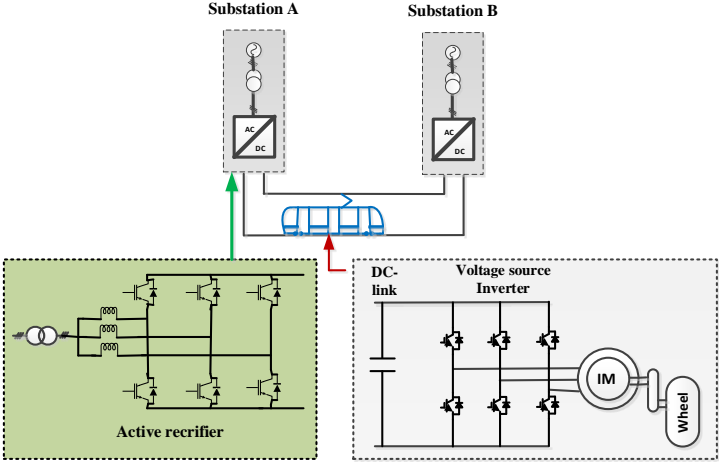 Substation A
Substation B
AC
DC
AC
DC
DC-
link
Voltage source
Inverter
IM
Wheel
Active recrifier